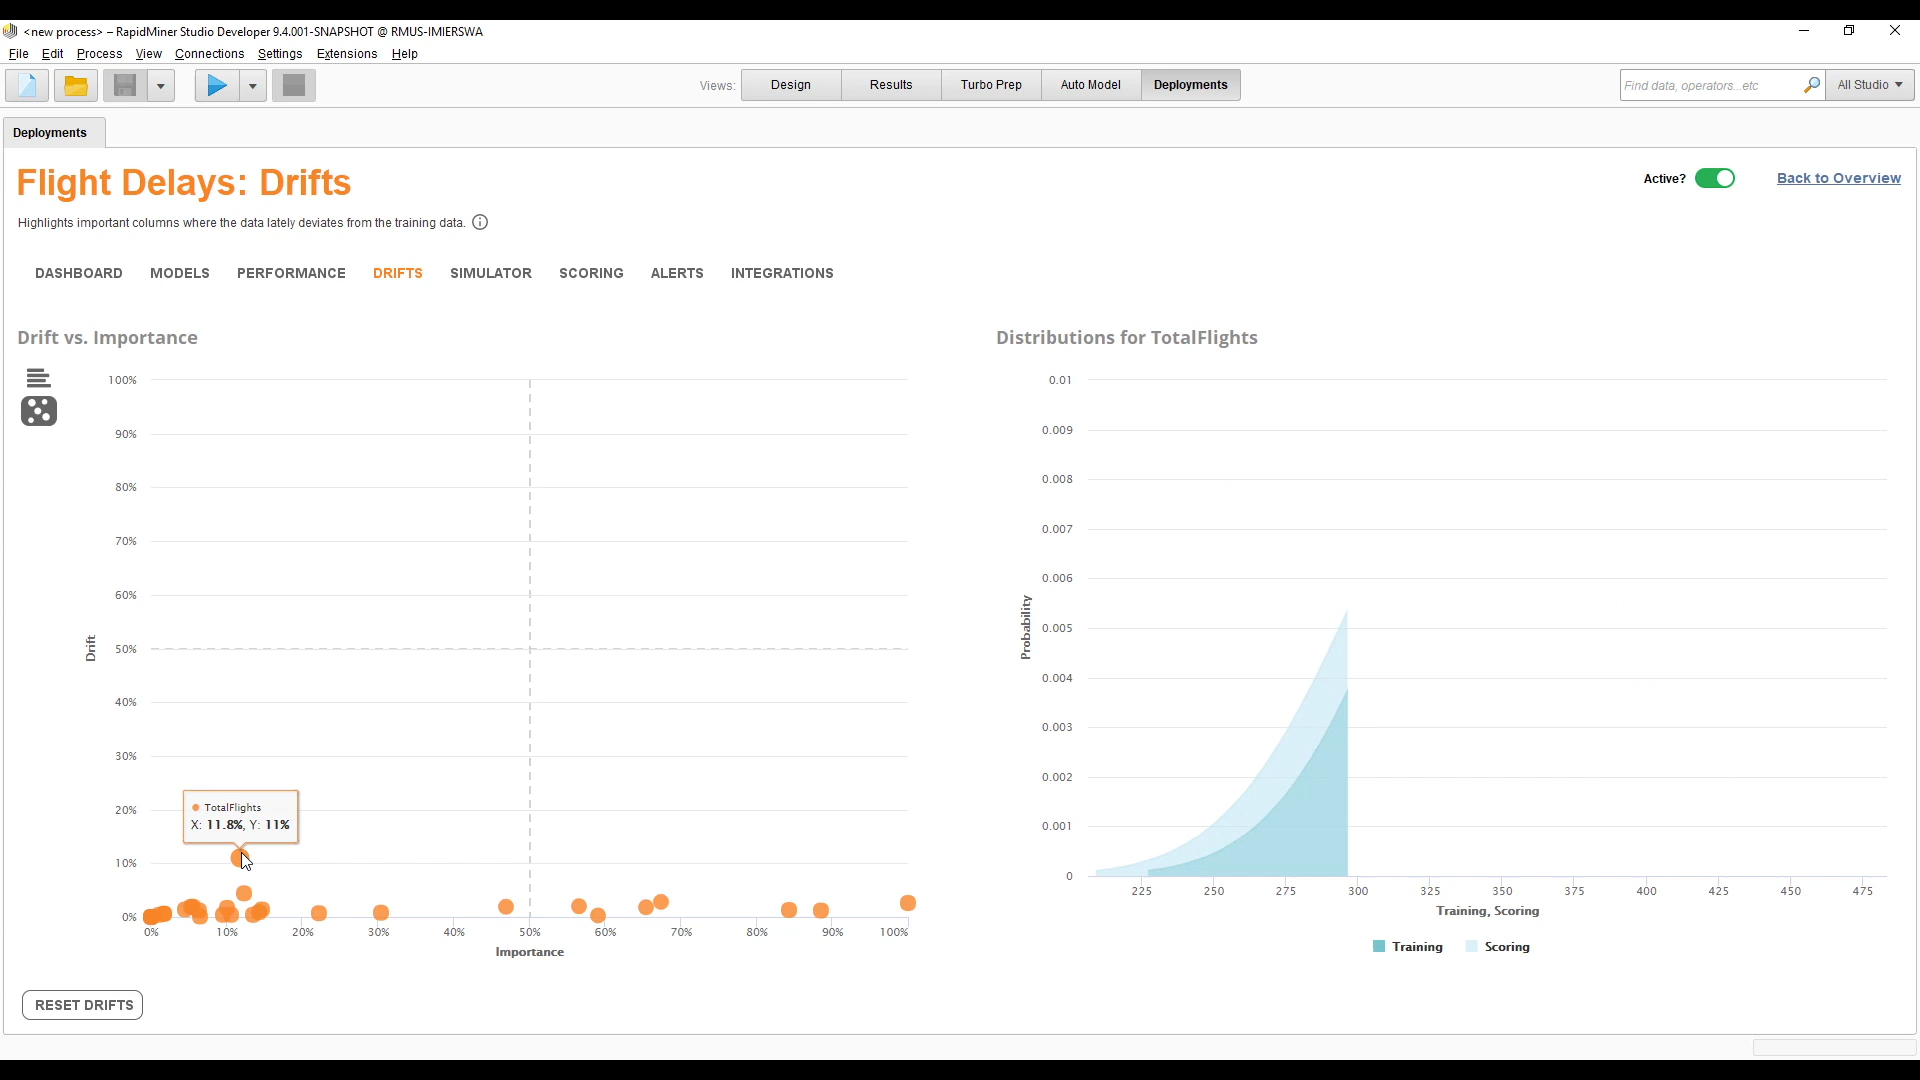 <new process> – RapidMiner Studio Developer 9.4.001-SNAPSHOT @ RMUS-IMIERSWA
File Edit Process View Connections Settings Extensions Help
Views: Design Results Turbo Prep Auto Model Deployments
Find data, operators...etc All Studio
Deployments
Flight Delays: Drifts
Active? Back to Overview
Highlights important columns where the data lately deviates from the training data.
DASHBOARD MODELS PERFORMANCE DRIFTS SIMULATOR SCORING ALERTS INTEGRATIONS
Drift vs. Importance
100%
90%
80%
70%
60%
50%
40%
30%
20%
10%
0%
Drift
TotalFlights
X: 11.8%, Y: 11%
0% 10% 20% 30% 40% 50% 60% 70% 80% 90% 100%
Importance
Distributions for TotalFlights
0.01
0.009
0.008
0.007
0.006
0.005
0.004
0.003
0.002
0.001
0
Probability
225 250 275 300 325 350 375 400 425 450 475
Training, Scoring
Training Scoring
RESET DRIFTS